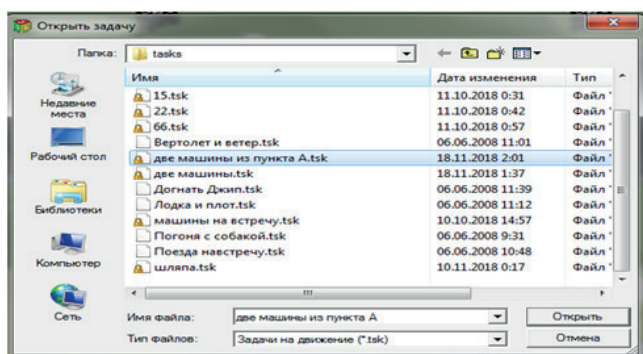 Открыть задачу
Папка: tasks
Имя Дата изменения Тип
15.tsk 11.10.2018 0:31 Файл "
22.tsk 11.10.2018 0:42 Файл "
66.tsk 11.10.2018 0:57 Файл "
Вертолет и ветер.tsk 06.06.2008 11:01 Файл "
две машины из пункта A.tsk 18.11.2018 2:01 Файл "
две машины.tsk 18.11.2018 1:37 Файл "
Догнать Джип.tsk 06.06.2008 11:39 Файл "
Лодка и плот.tsk 06.06.2008 11:12 Файл "
машины на встречу.tsk 10.10.2018 14:57 Файл "
Погоня с собакой.tsk 06.06.2008 9:31 Файл "
Поезда навстречу.tsk 06.06.2008 10:48 Файл "
шляпа.tsk 10.11.2018 0:17 Файл "
Недавние места
Рабочий стол
Библиотеки
Компьютер
Сеть
Имя файла: две машины из пункта A Открыть
Тип файлов: Задачи на движение (*.tsk) Отмена